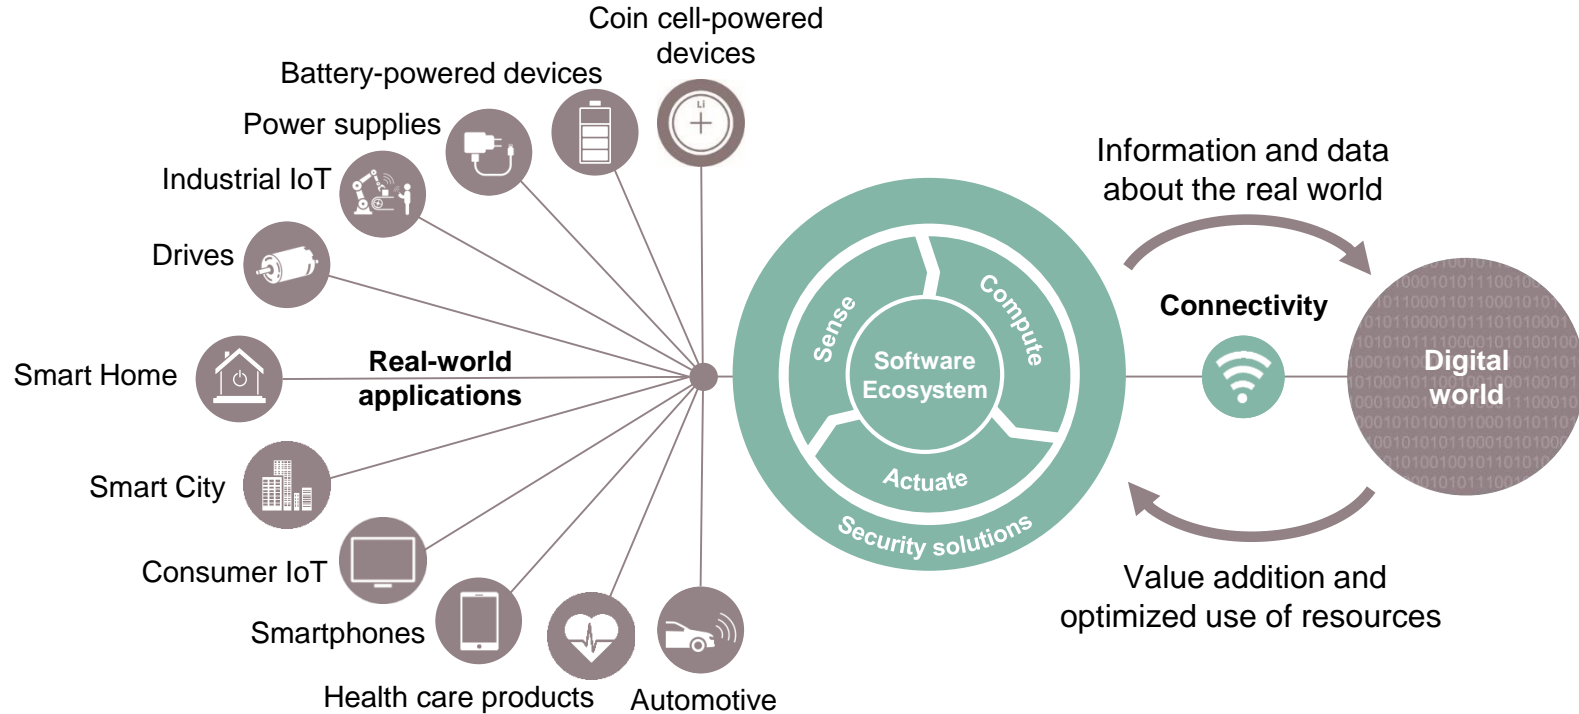 Coin cell-powered
devices
Battery-powered devices
Power supplies
Industrial IoT
Drives
Smart Home
Smart City
Consumer IoT
Smartphones
Health care products
Automotive
Li
Real-world
applications
Sense
Compute
Actuate
Software
Ecosystem
Security solutions
Information and data
about the real world
Connectivity
Digital
world
Value addition and
optimized use of resources